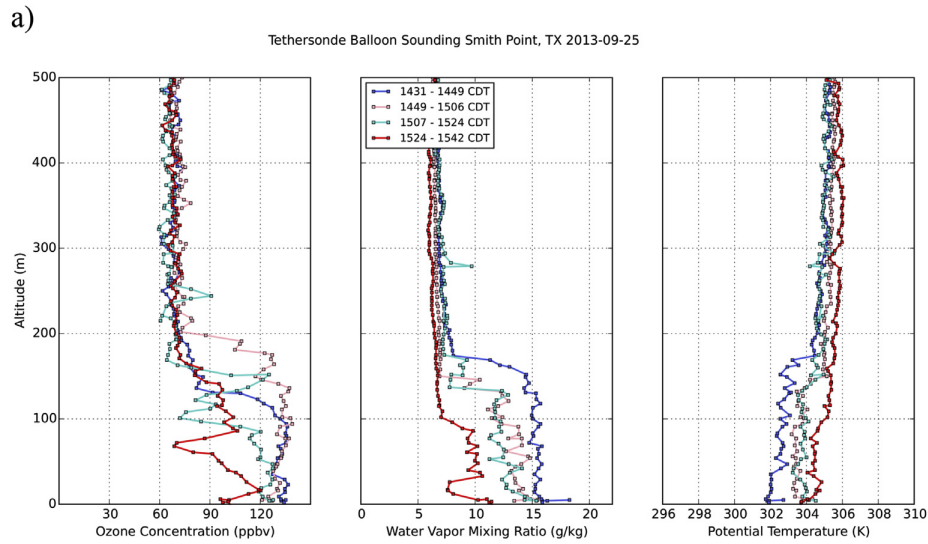 a)
Tethersonde Balloon Sounding Smith Point, TX 2013-09-25
500
400
300
200
100
0
Altitude (m)
30 60 90 120
Ozone Concentration (ppbv)
1431 - 1449 CDT
1449 - 1506 CDT
1507 - 1524 CDT
1524 - 1542 CDT
0 5 10 15 20
Water Vapor Mixing Ratio (g/kg)
296 298 300 302 304 306 308 310
Potential Temperature (K)